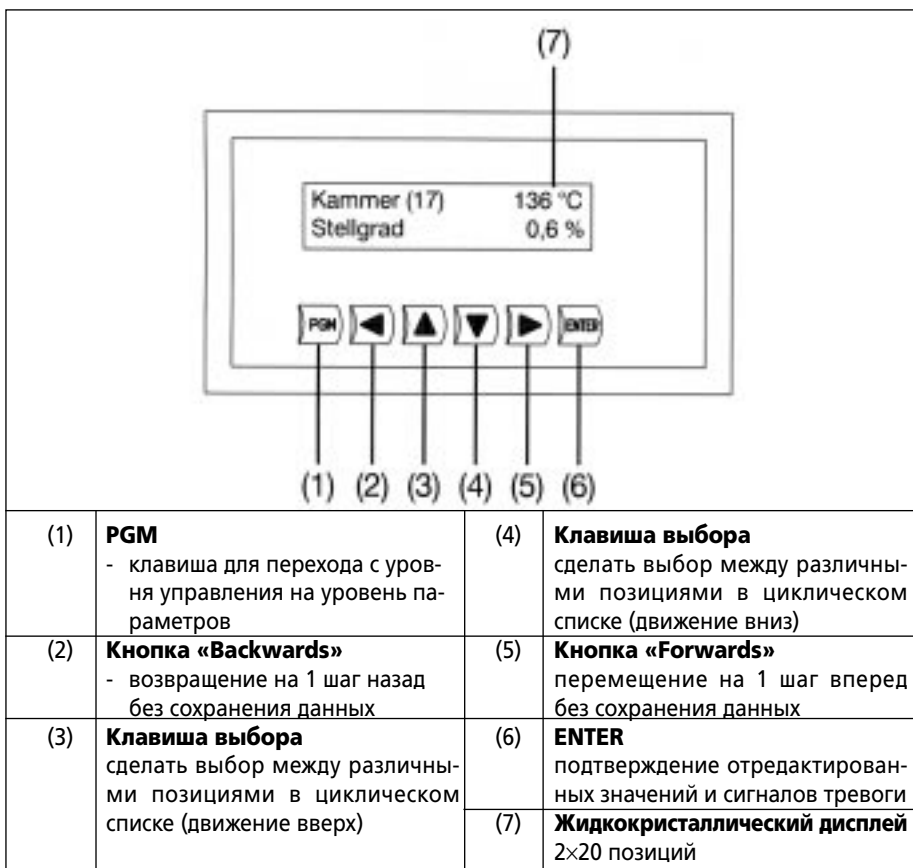 (7)
Kammer (17) 136 °C
Stellgrad 0,6 %
PGM ENTER
(1) (2) (3) (4) (5) (6)
(1) PGM
- клавиша для перехода с уров-
ня управления на уровень па-
раметров
(4) Клавиша выбора
сделать выбор между различны-
ми позициями в циклическом
списке (движение вниз)
(2) Кнопка «Backwards»
- возвращение на 1 шаг назад
без сохранения данных
(5) Кнопка «Forwards»
перемещение на 1 шаг вперед
без сохранения данных
(3) Клавиша выбора
сделать выбор между различны-
ми позициями в циклическом
списке (движение вверх)
(6) ENTER
подтверждение отредактирован-
ных значений и сигналов тревоги
(7) Жидкокристаллический дисплей
2×20 позиций